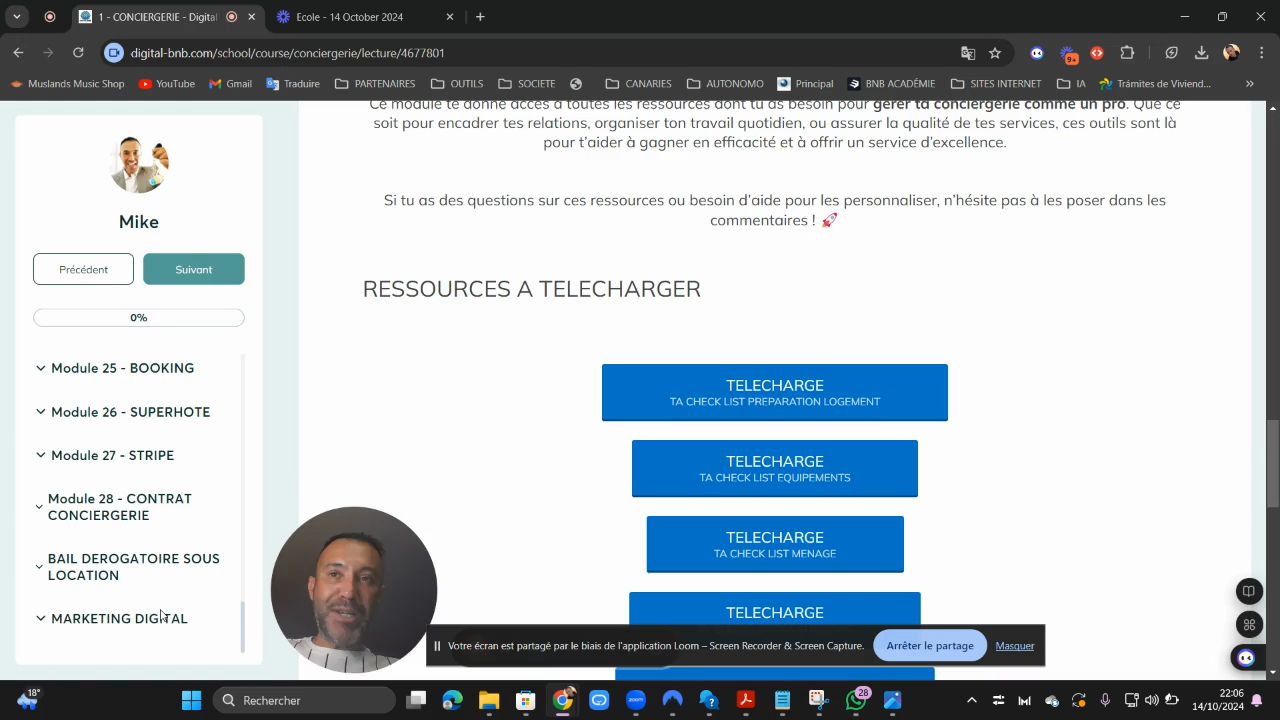 1 - CONCIERGERIE - Digital
Ecole - 14 October 2024
digital-bnb.com/school/course/conciergerie/lecture/4677801
9+
Muslands Music Shop
YouTube
Gmail
Traduire
PARTENAIRES
OUTILS
SOCIETE
CANARIES
AUTONOMO
Principal
BNB ACADÉMIE
SITES INTERNET
IA
Trámites de Viviend...
Ce module te donne accès à toutes les ressources dont tu as besoin pour gérer ta conciergerie comme un pro. Que ce
soit pour encadrer tes relations, organiser ton travail quotidien, ou assurer la qualité de tes services, ces outils sont là
pour t'aider à gagner en efficacité et à offrir un service d'excellence.
Si tu as des questions sur ces ressources ou besoin d'aide pour les personnaliser, n'hésite pas à les poser dans les
commentaires ! 🚀
Mike
Précédent
Suivant
0%
Module 25 - BOOKING
Module 26 - SUPERHOTE
Module 27 - STRIPE
Module 28 - CONTRAT
CONCIERGERIE
BAIL DEROGATOIRE SOUS
LOCATION
MARKETING DIGITAL
RESSOURCES A TELECHARGER
TELECHARGE
TA CHECK LIST PREPARATION LOGEMENT
TELECHARGE
TA CHECK LIST EQUIPEMENTS
TELECHARGE
TA CHECK LIST MENAGE
TELECHARGE
Votre écran est partagé par le biais de l'application Loom – Screen Recorder & Screen Capture.
Arrêter le partage
Masquer
18°
Rechercher
28
22:06
14/10/2024